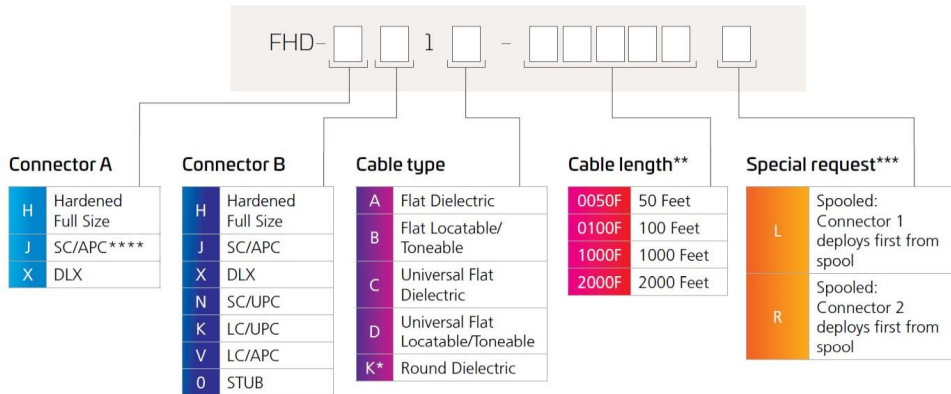 FHD- 1 -
Connector A
H Hardened
Full Size
J SC/APC****
X DLX
Connector B
H Hardened
Full Size
J SC/APC
X DLX
N SC/UPC
K LC/UPC
V LC/APC
0 STUB
Cable type
A Flat Dielectric
B Flat Locatable/
Toneable
C Universal Flat
Dielectric
D Universal Flat
Locatable/Toneable
K* Round Dielectric
Cable length**
0050F 50 Feet
0100F 100 Feet
1000F 1000 Feet
2000F 2000 Feet
Special request***
L Spooled:
Connector 1
deploys first from
spool
R Spooled:
Connector 2
deploys first from
spool